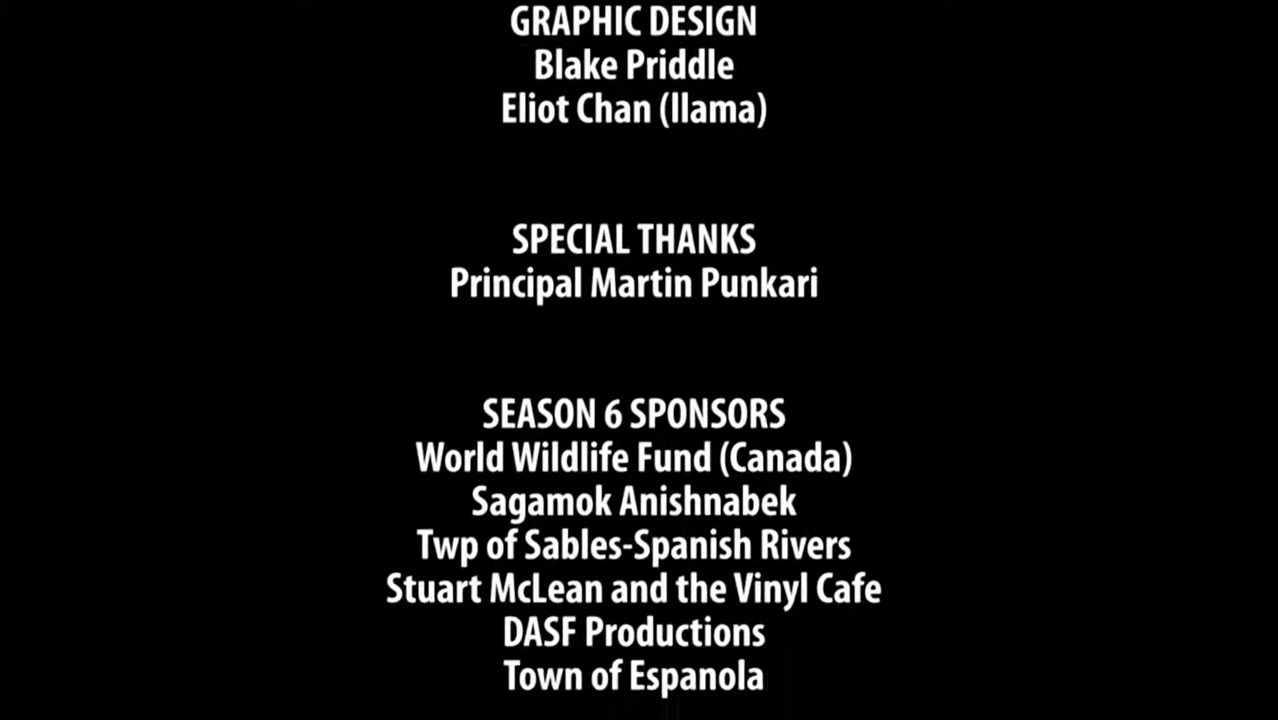 GRAPHIC DESIGN
Blake Priddle
Eliot Chan (llama)
SPECIAL THANKS
Principal Martin Punkari
SEASON 6 SPONSORS
World Wildlife Fund (Canada)
Sagamok Anishnabek
Twp of Sables-Spanish Rivers
Stuart McLean and the Vinyl Cafe
DASF Productions
Town of Espanola